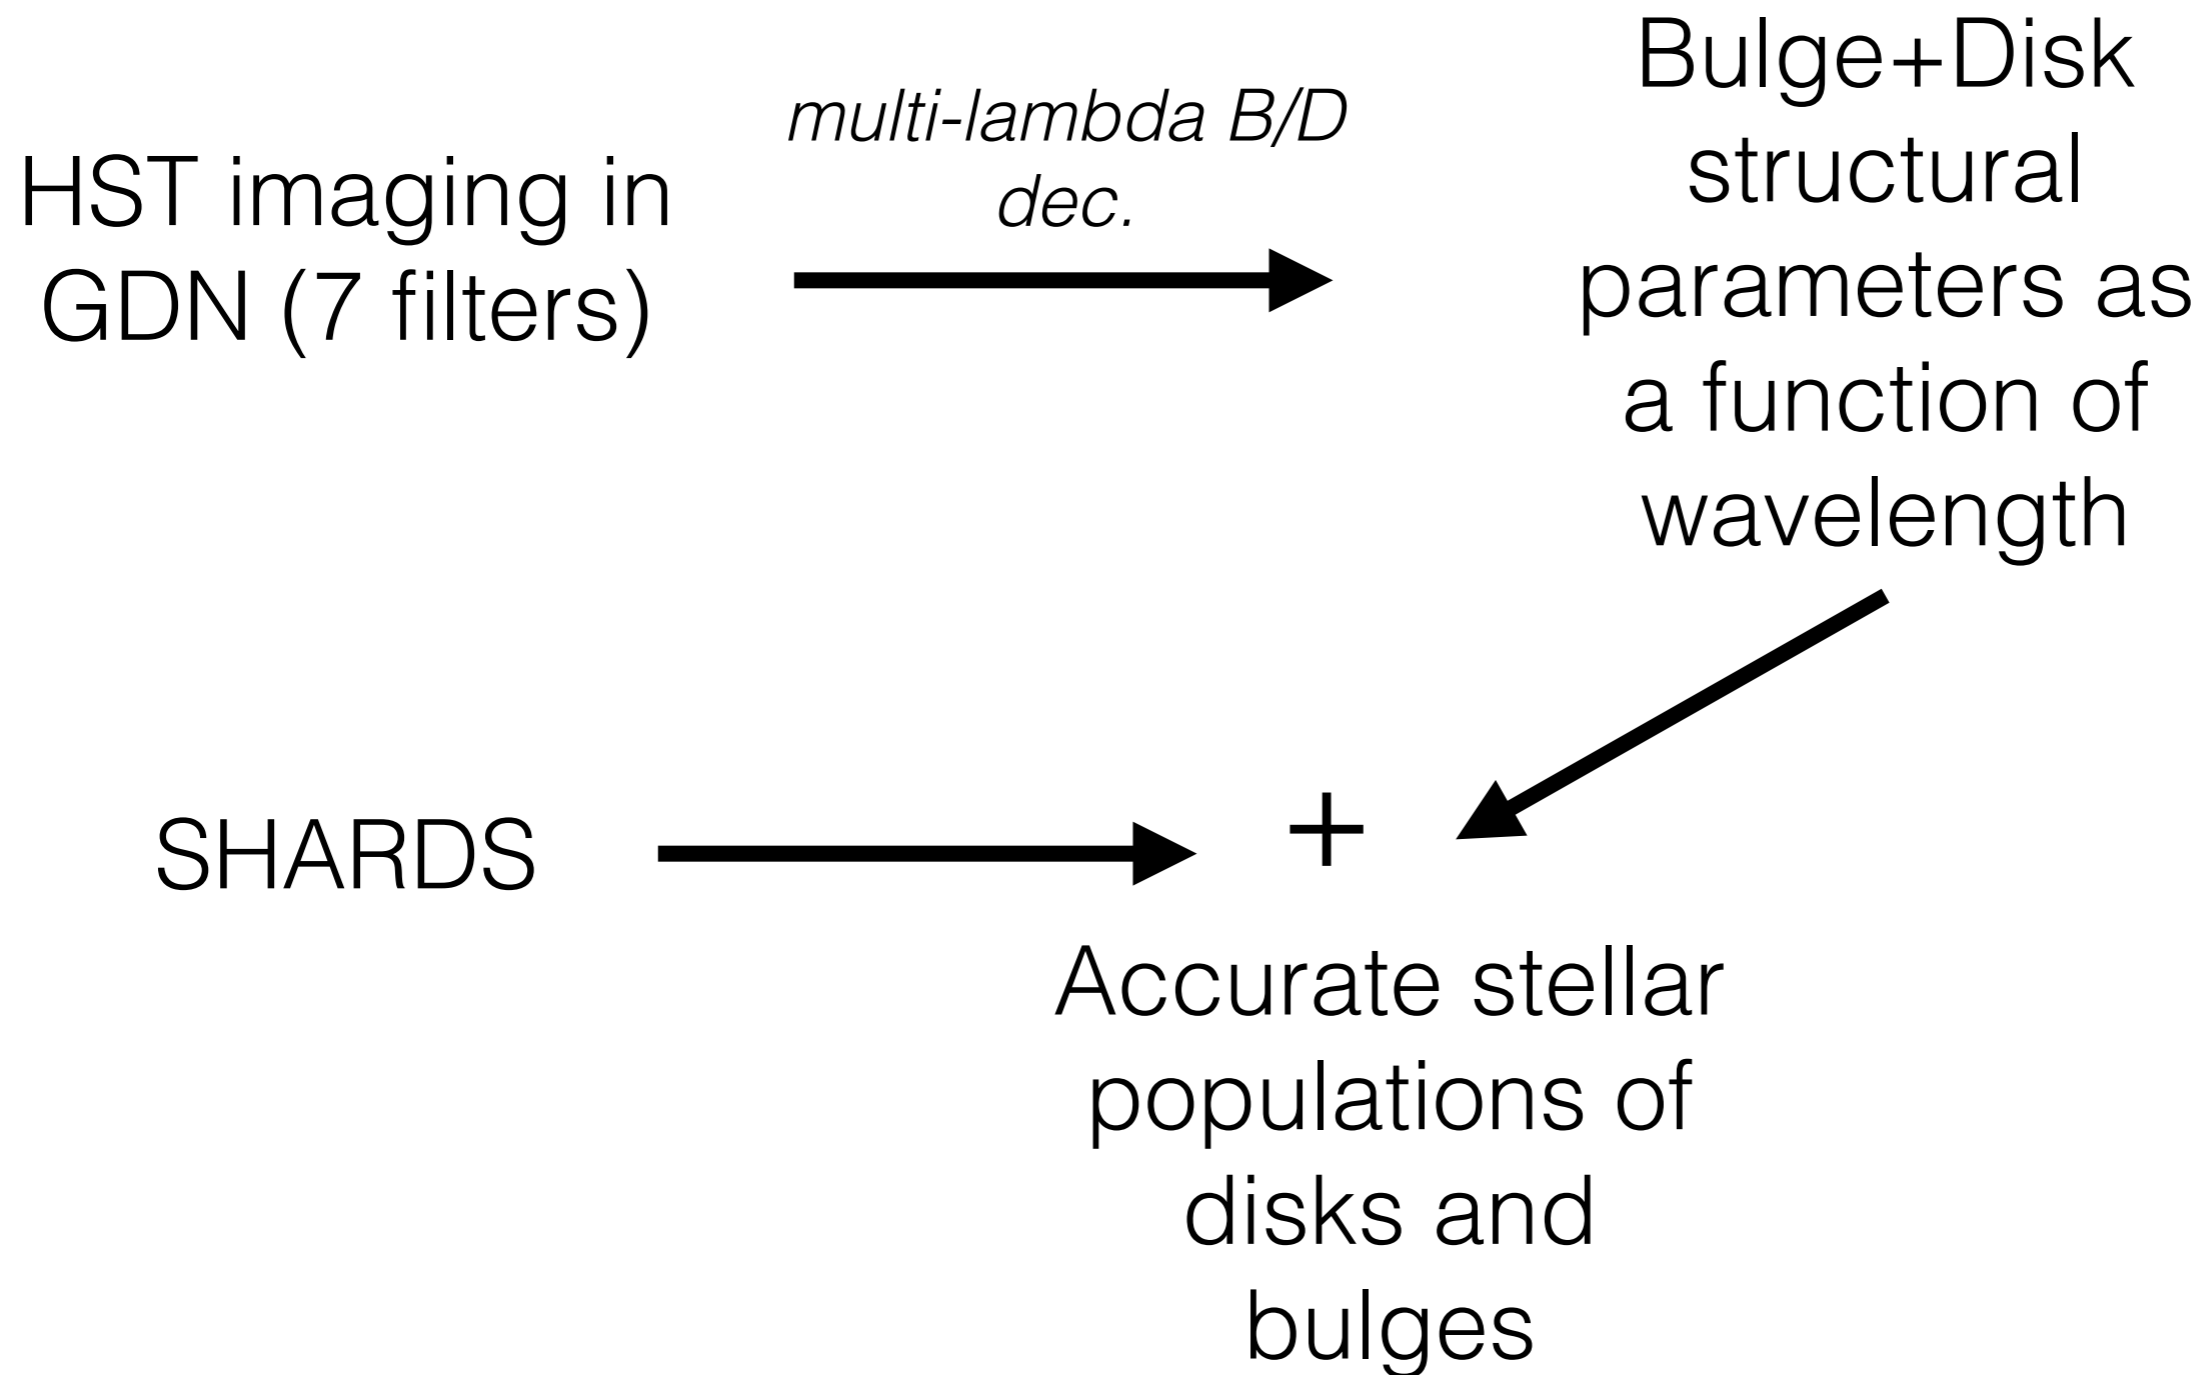 HST imaging in
GDN (7 filters)
multi-lambda B/D
dec.
Bulge+Disk
structural
parameters as
a function of
wavelength
SHARDS
+
Accurate stellar
populations of
disks and
bulges